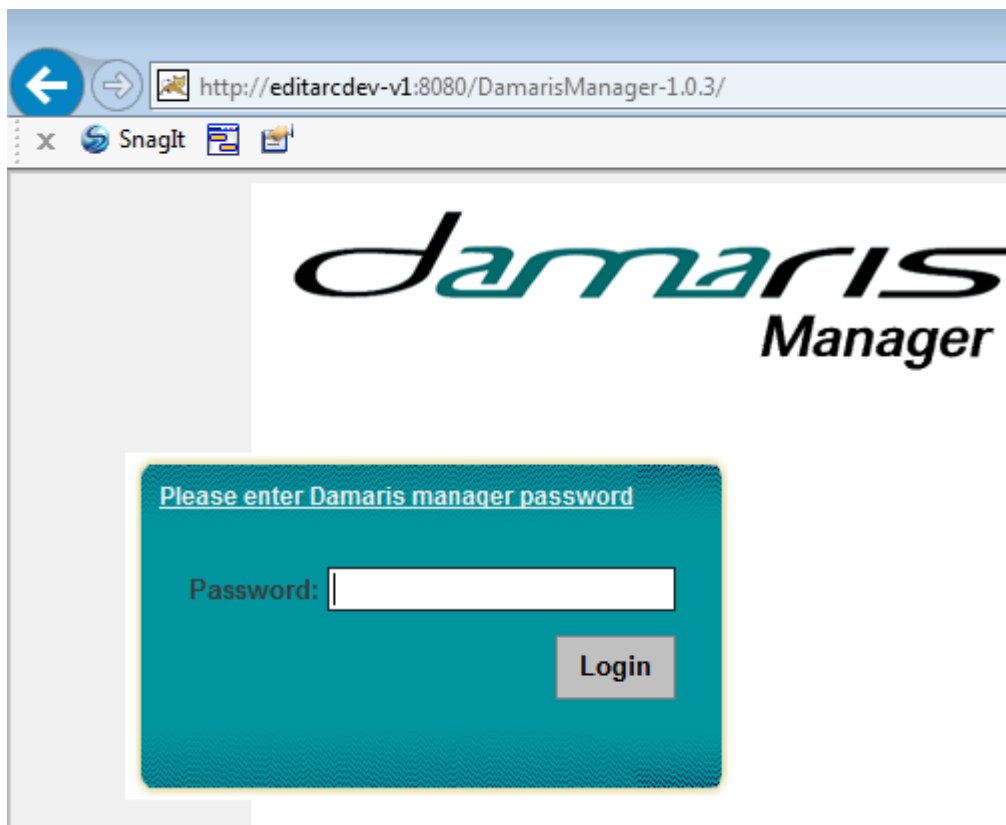 http://editarcdev-v1:8080/DamarisManager-1.0.3/
x SnagIt
damaris
Manager
Please enter Damaris manager password
Password:
Login